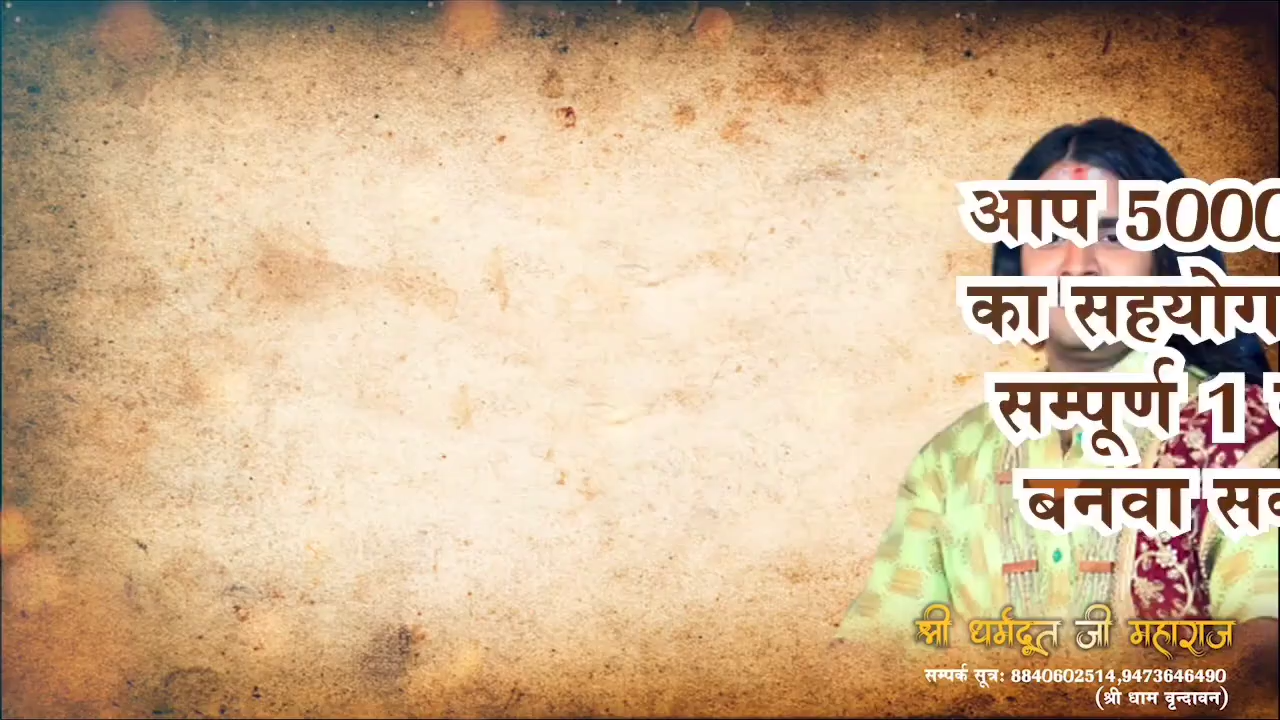 आप 5000
का सहयोग
सम्पूर्ण 1
बनवा
श्री धर्मदूत जी महाराज
सम्पर्क सूत्र: 8840602514,9473646490
(श्री धाम वृन्दावन)